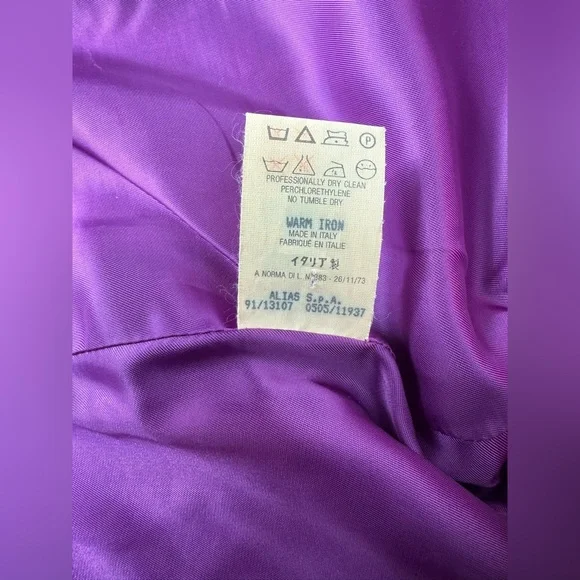 P
PROFESSIONALLY DRY CLEAN
PERCHLORETHYLENE
NO TUMBLE DRY
WARM IRON
MADE IN ITALY
FABRIQUÉ EN ITALIE
イタリア製
A NORMA DI L. N. 883 - 26/11/73
ALIAS S.p.A.
91/13107 0505/11937